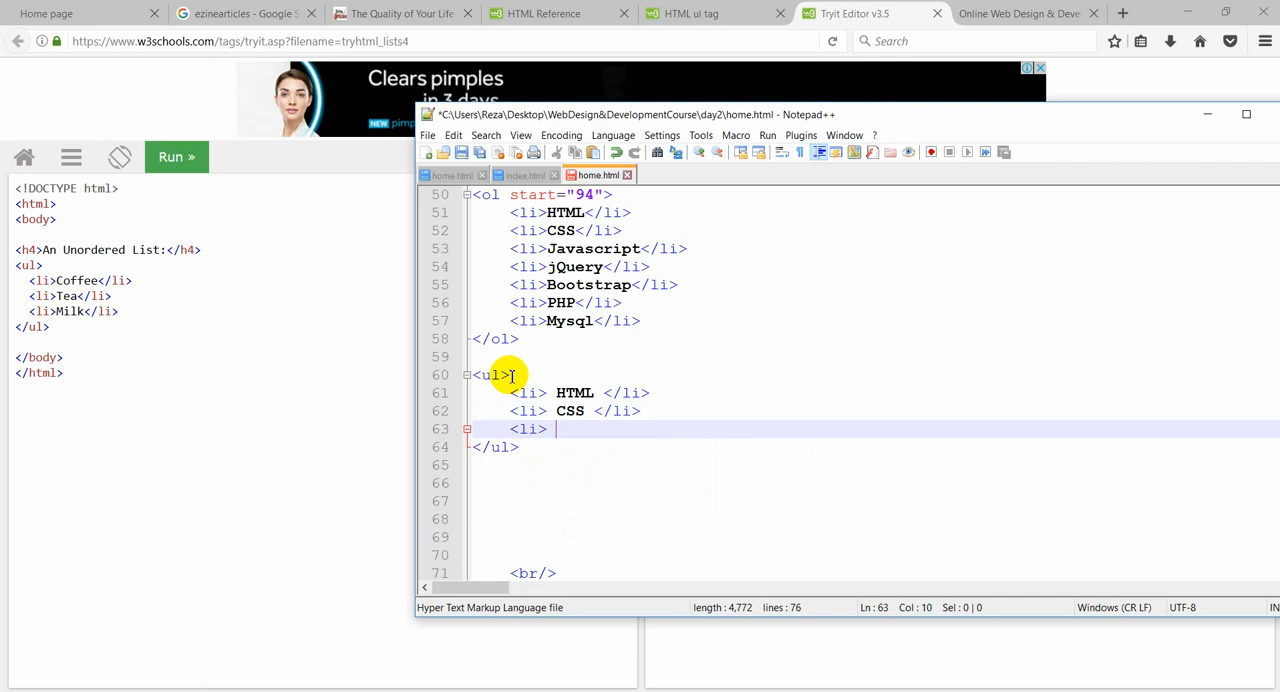 Home page
ezinearticles - Google S
The Quality of Your Life
HTML Reference
HTML ul tag
Tryit Editor v3.5
Online Web Design & Deve
https://www.w3schools.com/tags/tryit.asp?filename=tryhtml_lists4
Search
Clears pimples
in 3 days
NEW
Run »
<!DOCTYPE html>
<html>
<body>
<h4>An Unordered List:</h4>
<ul>
<li>Coffee</li>
<li>Tea</li>
<li>Milk</li>
</ul>
</body>
</html>
*C:\Users\Reza\Desktop\WebDesign&DevelopmentCourse\day2\home.html - Notepad++
File Edit Search View Encoding Language Settings Tools Macro Run Plugins Window ?
home.html index.html home.html
50 <ol start="94">
51 <li>HTML</li>
52 <li>CSS</li>
53 <li>Javascript</li>
54 <li>jQuery</li>
55 <li>Bootstrap</li>
56 <li>PHP</li>
57 <li>Mysql</li>
58 </ol>
59
60 <ul>
61 <li> HTML </li>
62 <li> CSS </li>
63 <li>
64 </ul>
65
66
67
68
69
70
71 <br/>
Hyper Text Markup Language file length : 4,772 lines : 76 Ln : 63 Col : 10 Sel : 0 | 0 Windows (CR LF) UTF-8 IN